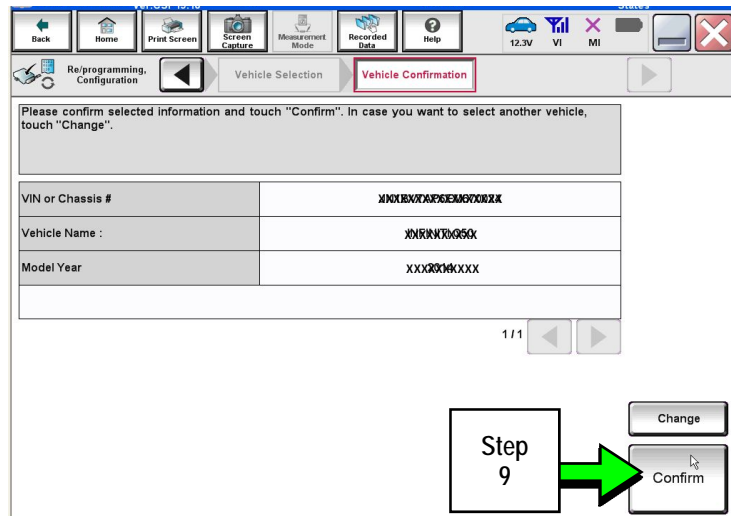 Back Home Print Screen Screen Capture Measurement Mode Recorded Data Help 12.3V VI MI
Re/programming, Configuration Vehicle Selection Vehicle Confirmation
Please confirm selected information and touch "Confirm". In case you want to select another vehicle,
touch "Change".
VIN or Chassis #
Vehicle Name :
Model Year
1/1
Change
Step
9
Confirm